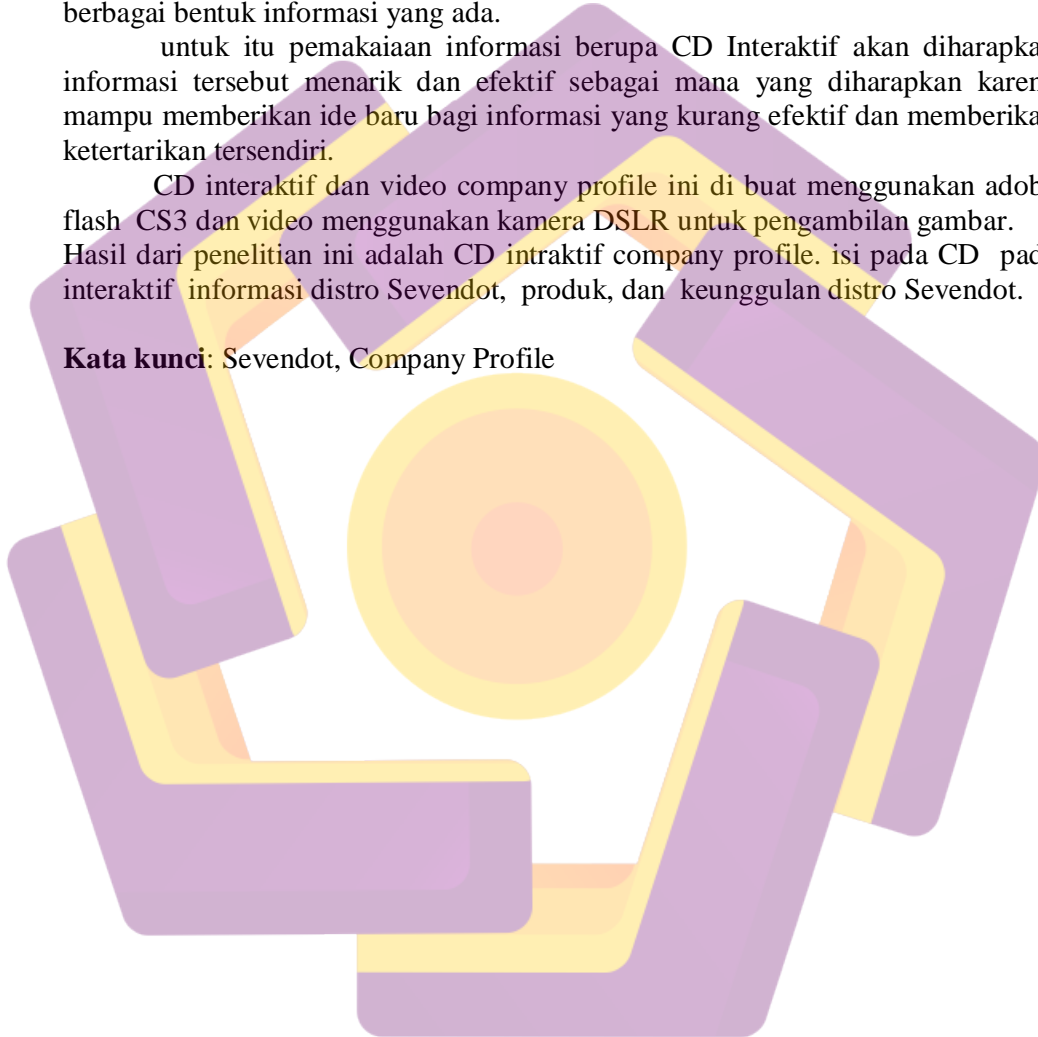 berbagai bentuk informasi yang ada.
untuk itu pemakaiaan informasi berupa CD Interaktif akan diharapka
informasi tersebut menarik dan efektif sebagai mana yang diharapkan karen
mampu memberikan ide baru bagi informasi yang kurang efektif dan memberika
ketertarikan tersendiri.
CD interaktif dan video company profile ini di buat menggunakan adob
flash CS3 dan video menggunakan kamera DSLR untuk pengambilan gambar.
Hasil dari penelitian ini adalah CD intraktif company profile. isi pada CD pad
interaktif informasi distro Sevendot, produk, dan keunggulan distro Sevendot.
Kata kunci: Sevendot, Company Profile